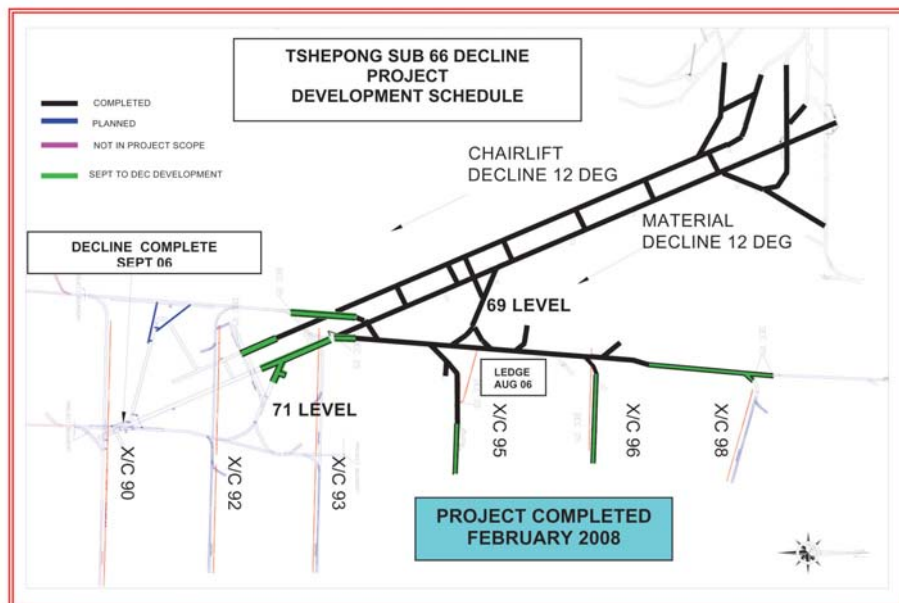 TSHEPONG SUB 66 DECLINE
PROJECT
DEVELOPMENT SCHEDULE
COMPLETED
PLANNED
NOT IN PROJECT SCOPE
SEPT TO DEC DEVELOPMENT
CHAIRLIFT
DECLINE 12 DEG
MATERIAL
DECLINE 12 DEG
DECLINE COMPLETE
SEPT 06
69 LEVEL
LEDGE
AUG 06
71 LEVEL
X/C 90
X/C 92
X/C 93
X/C 95
X/C 96
X/C 98
PROJECT COMPLETED
FEBRUARY 2008